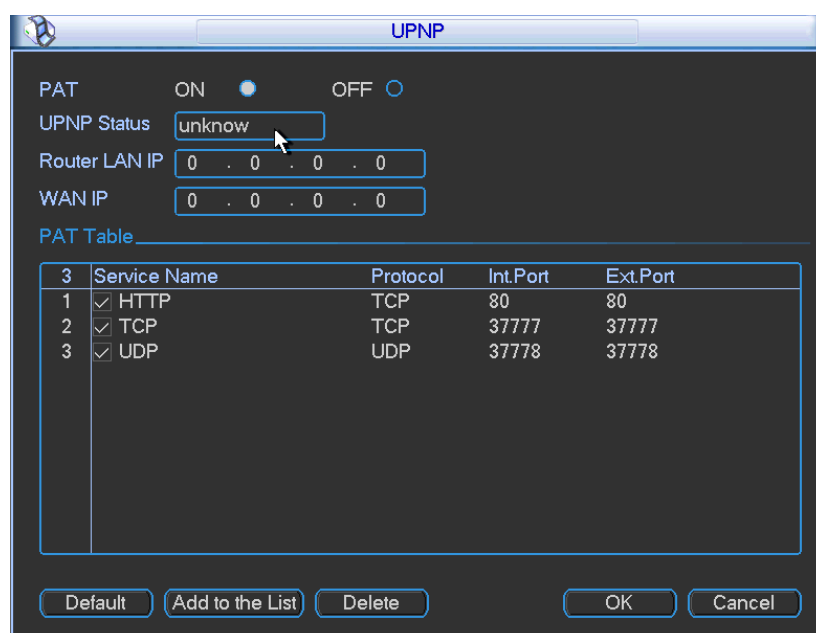 UPNP
PAT ON OFF
UPNP Status unknow
Router LAN IP 0 . 0 . 0 . 0
WAN IP 0 . 0 . 0 . 0
PAT Table
3 Service Name Protocol Int.Port Ext.Port
1 HTTP TCP 80 80
2 TCP TCP 37777 37777
3 UDP UDP 37778 37778
Default Add to the List Delete OK Cancel